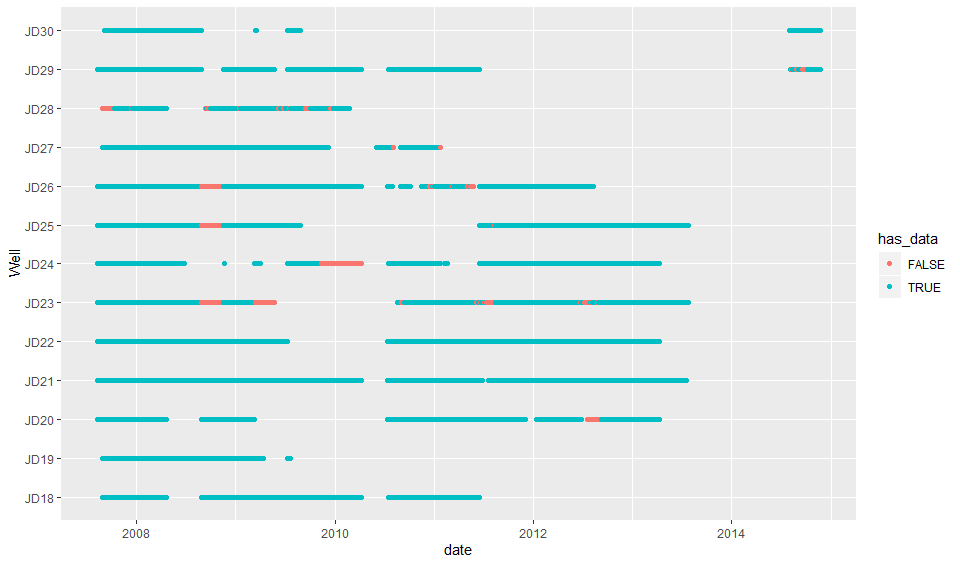 JD30
JD29
JD28
JD27
JD26
JD25
JD24
JD23
JD22
JD21
JD20
JD19
JD18
Well
2008
2010
2012
2014
date
has_data
FALSE
TRUE